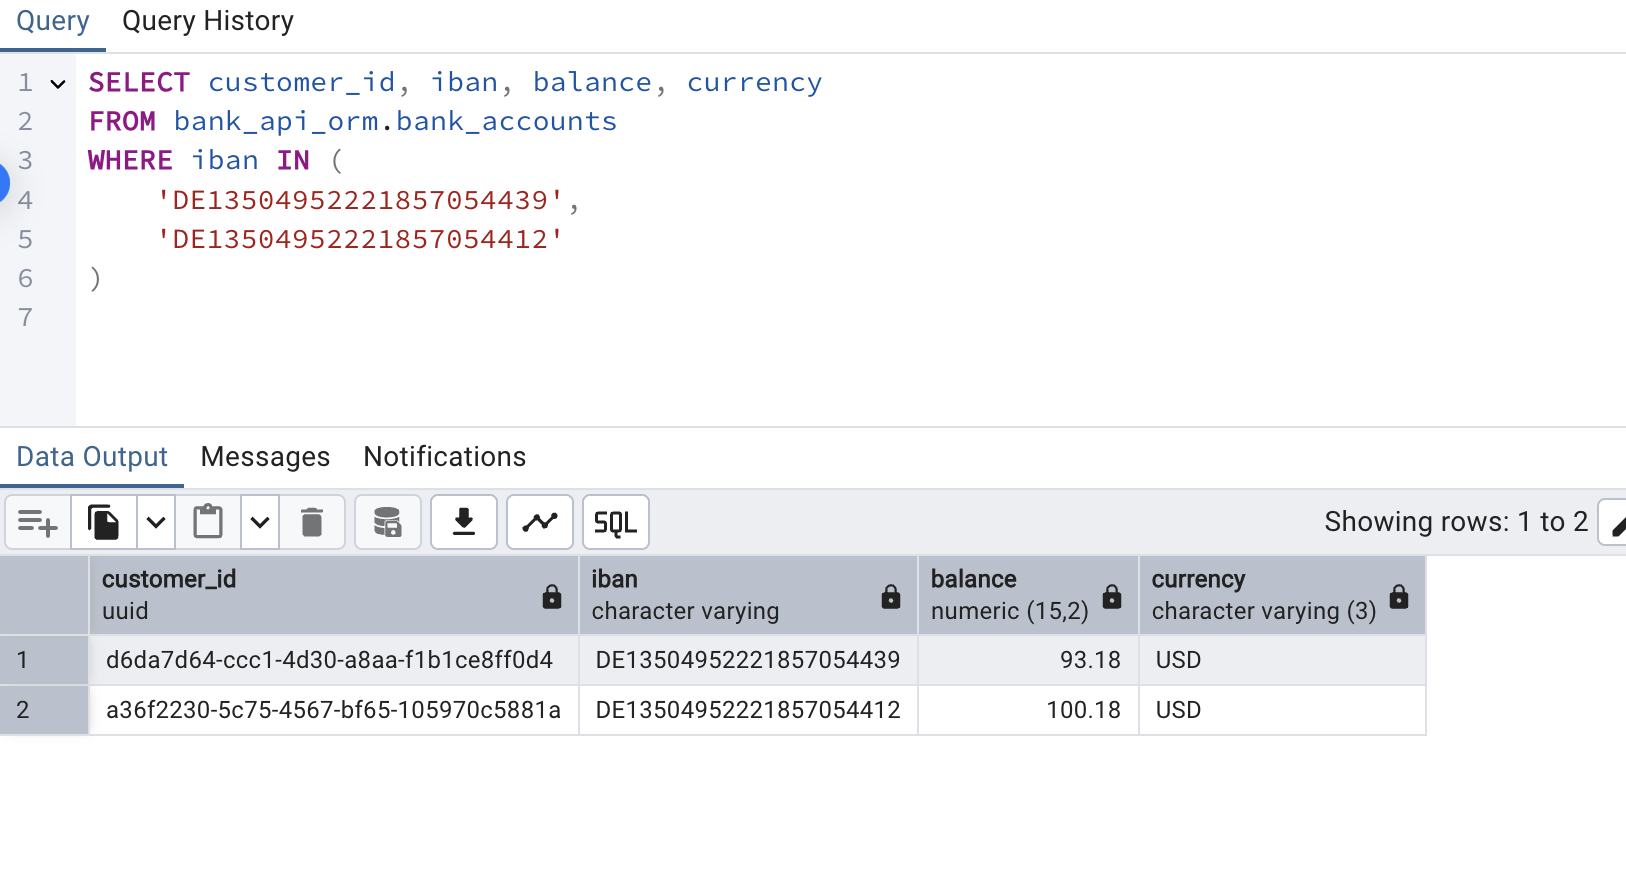 Query Query History
1 SELECT customer_id, iban, balance, currency
2 FROM bank_api_orm.bank_accounts
3 WHERE iban IN (
4 'DE13504952221857054439',
5 'DE13504952221857054412'
6 )
7
Data Output Messages Notifications
SQL Showing rows: 1 to 2
customer_id iban balance currency
uuid character varying numeric (15,2) character varying (3)
1 d6da7d64-ccc1-4d30-a8aa-f1b1ce8ff0d4 DE13504952221857054439 93.18 USD
2 a36f2230-5c75-4567-bf65-105970c5881a DE13504952221857054412 100.18 USD